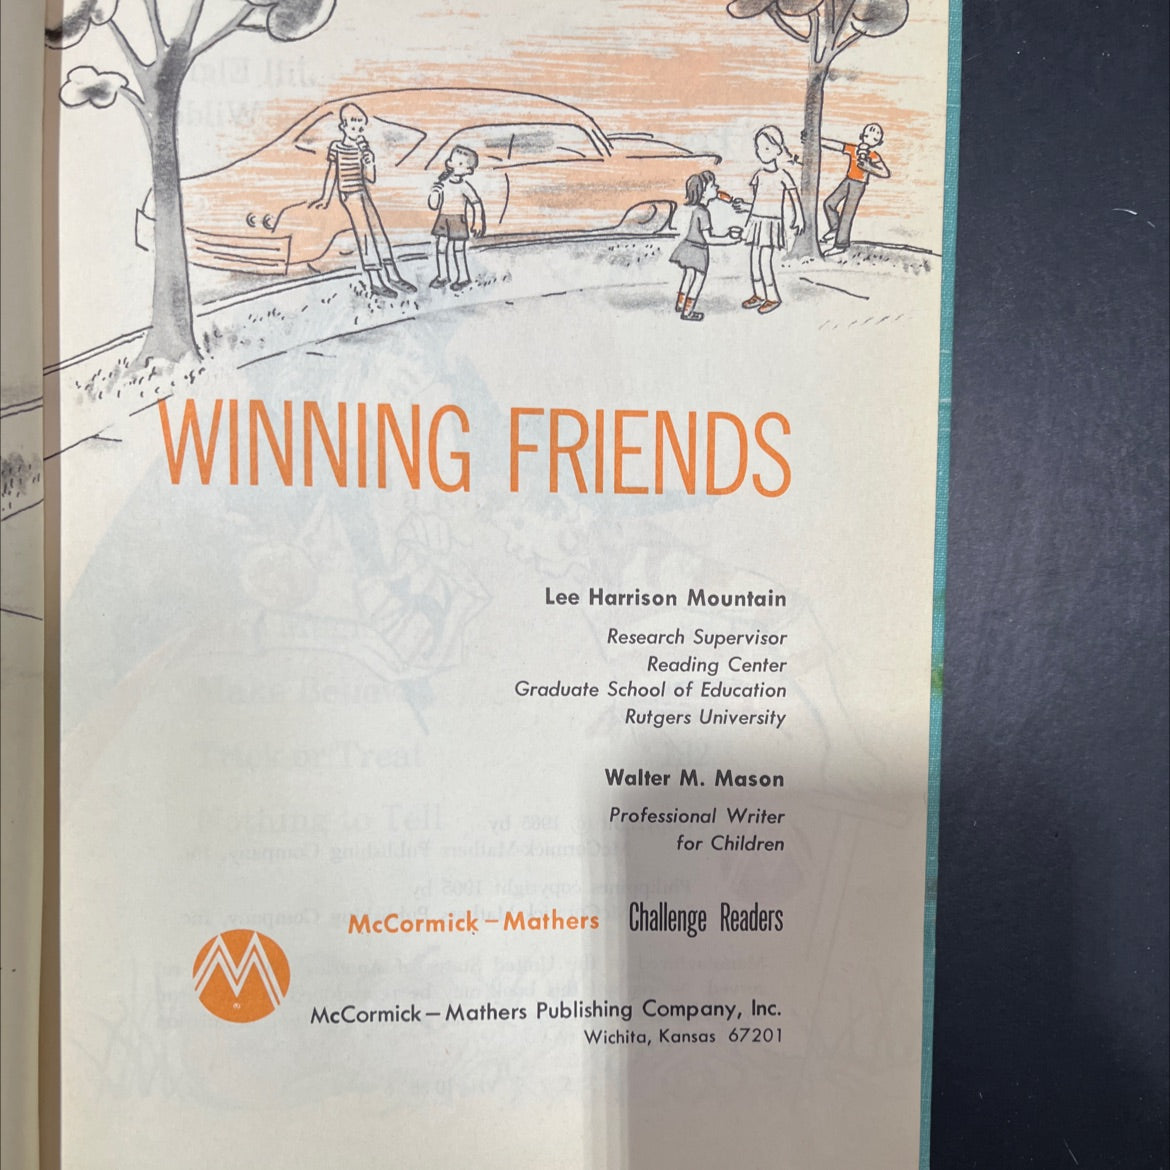 WINNING FRIENDS
Lee Harrison Mountain
Research Supervisor
Reading Center
Graduate School of Education
Rutgers University
Walter M. Mason
Professional Writer
for Children
McCormick – Mathers Challenge Readers
McCormick – Mathers Publishing Company, Inc.
Wichita, Kansas 67201